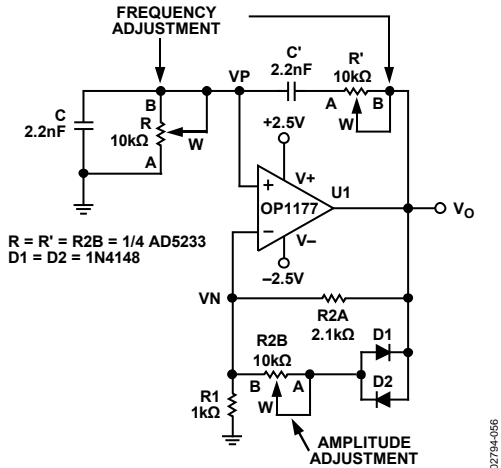 FREQUENCY
ADJUSTMENT
C'
2.2nF
R'
10kΩ
VP
A
B
W
C
2.2nF
B
R
10kΩ
A
W
+2.5V
V+
U1
+
OP1177
−
V−
−2.5V
VO
R = R' = R2B = 1/4 AD5233
D1 = D2 = 1N4148
VN
R2A
2.1kΩ
D1
R2B
10kΩ
B
A
W
D2
R1
1kΩ
AMPLITUDE
ADJUSTMENT
02794-056